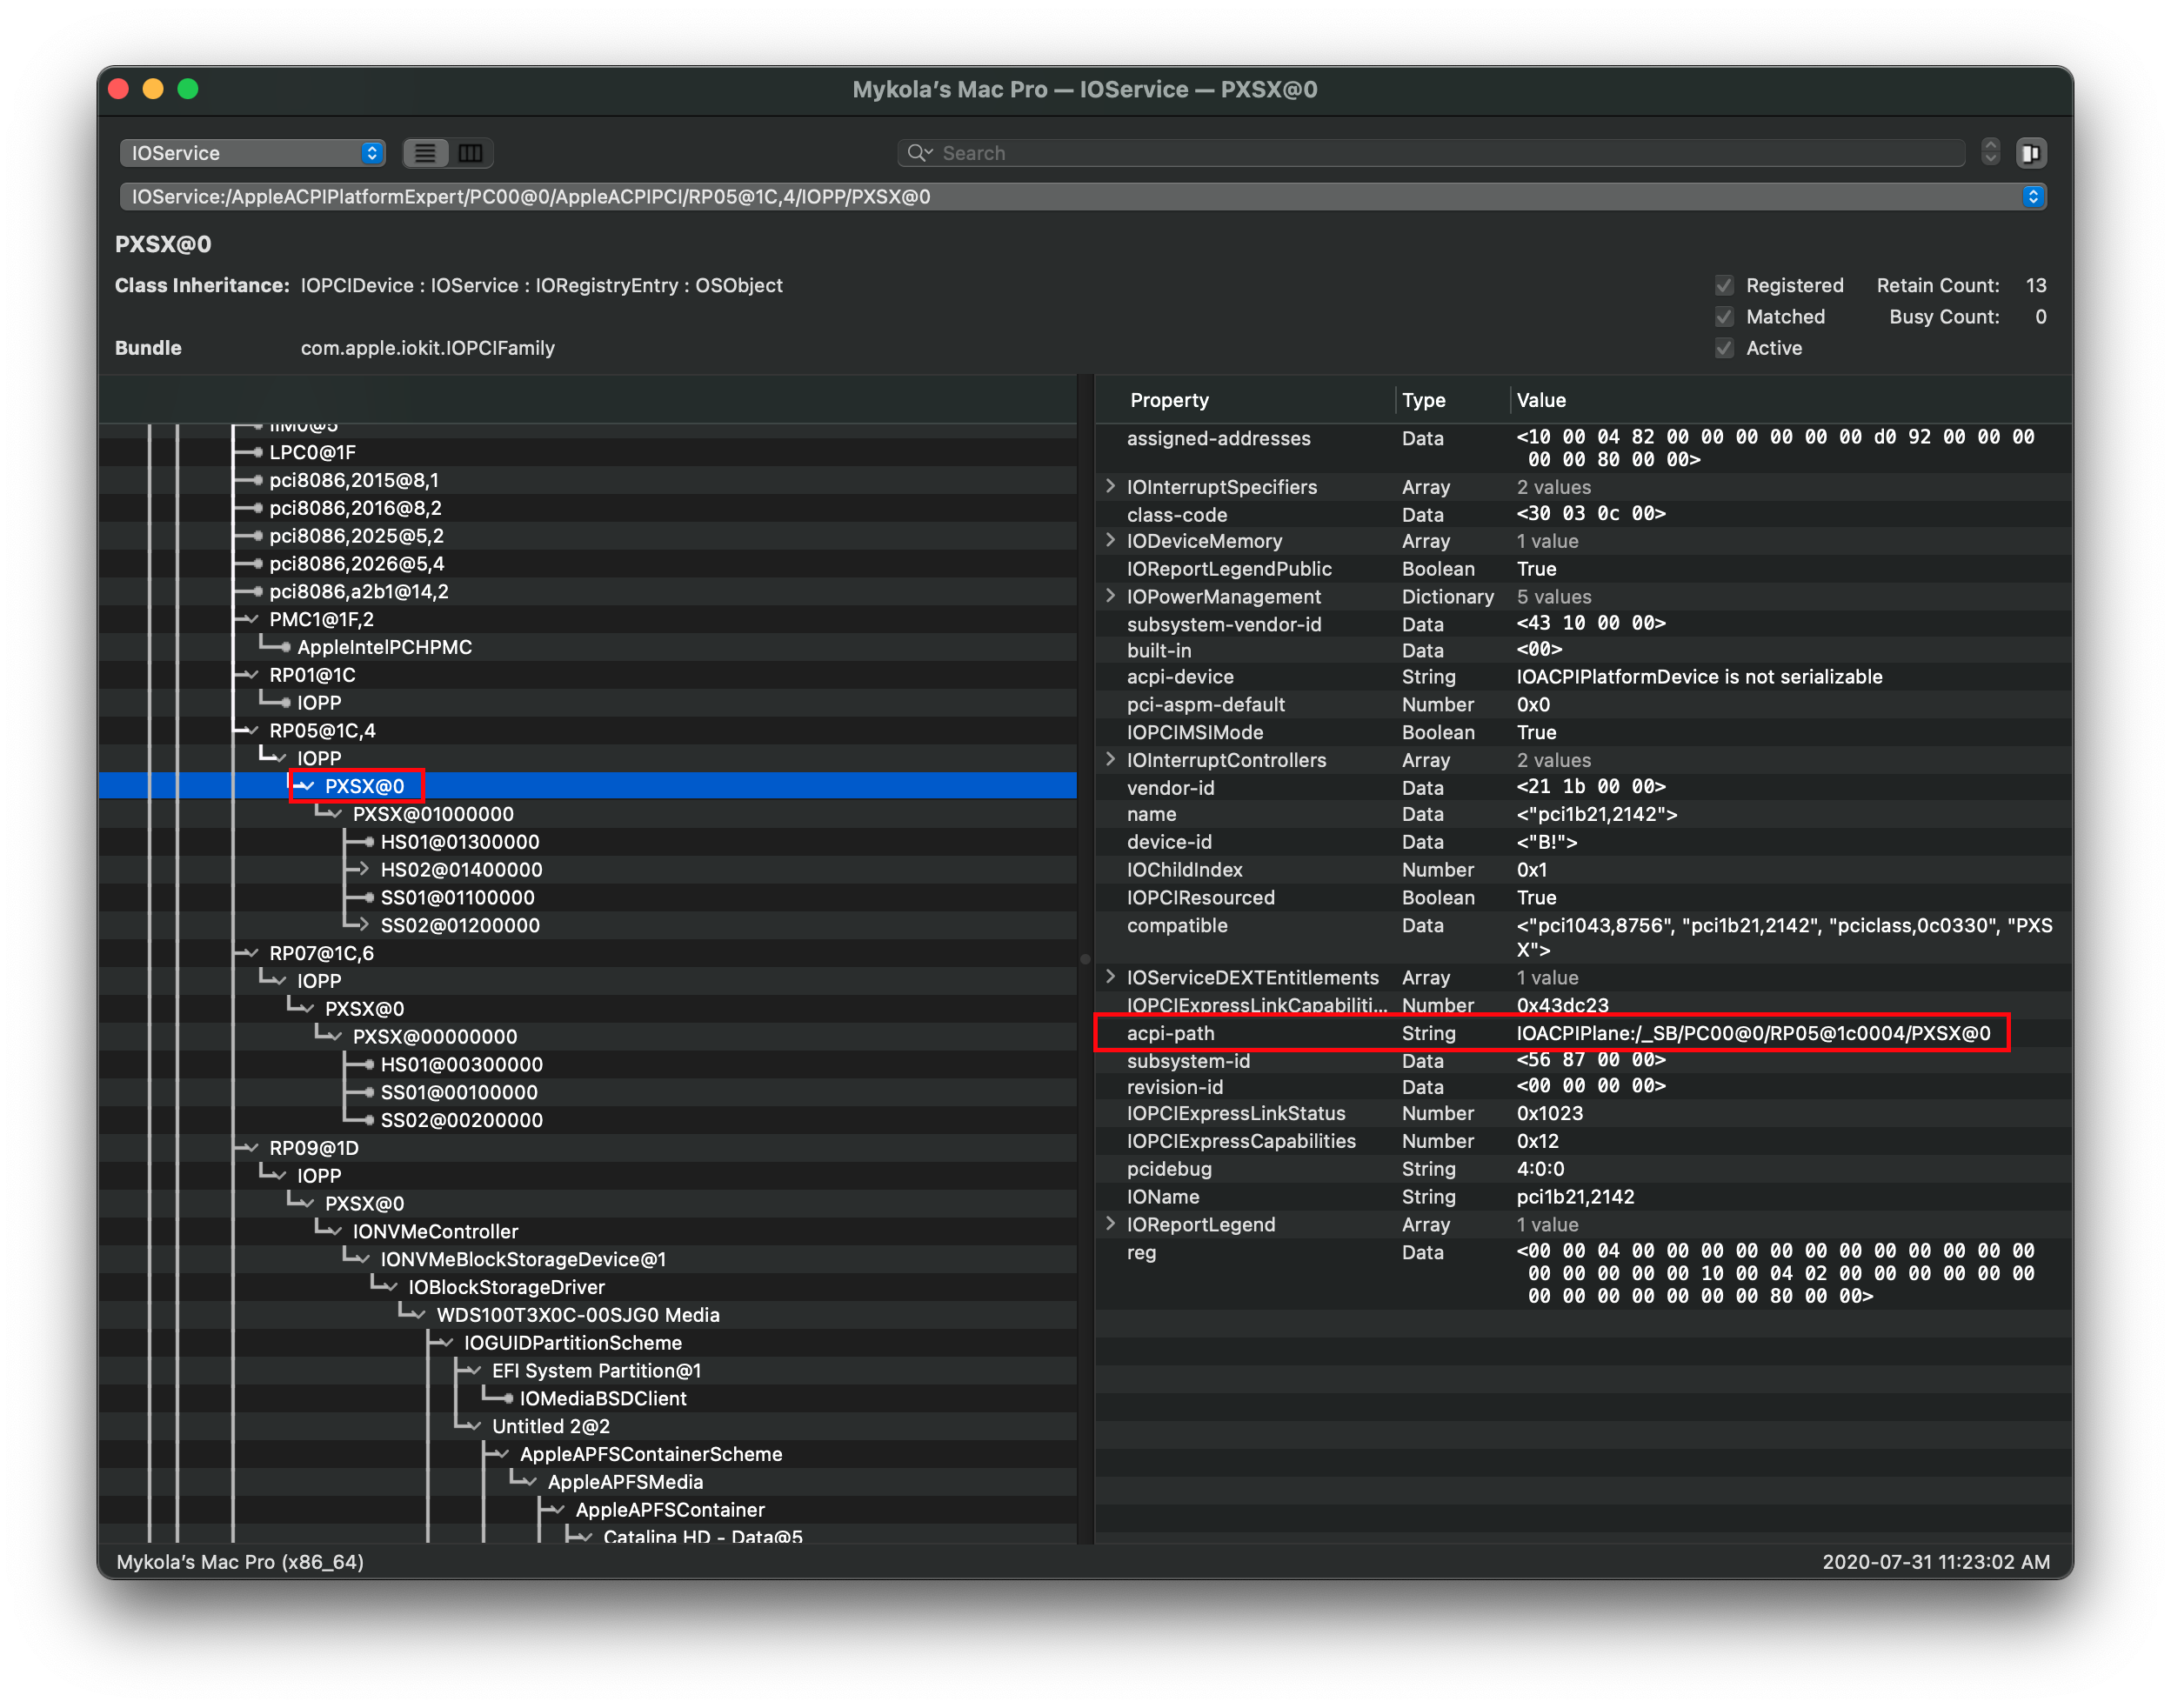 Mykola’s Mac Pro — IOService — PXSX@0
IOService
Search
IOService:/AppleACPIPlatformExpert/PC00@0/AppleACPIPCI/RP05@1C,4/IOPP/PXSX@0
PXSX@0
Class Inheritance: IOPCIDevice : IOService : IORegistryEntry : OSObject
Registered Retain Count: 13
Matched Busy Count: 0
Bundle com.apple.iokit.IOPCIFamily
Active
LPC0@1F
pci8086,2015@8,1
pci8086,2016@8,2
pci8086,2025@5,2
pci8086,2026@5,4
pci8086,a2b1@14,2
PMC1@1F,2
AppleIntelPCHPMC
RP01@1C
IOPP
RP05@1C,4
IOPP
PXSX@0
PXSX@01000000
HS01@01300000
HS02@01400000
SS01@01100000
SS02@01200000
RP07@1C,6
IOPP
PXSX@0
PXSX@00000000
HS01@00300000
SS01@00100000
SS02@00200000
RP09@1D
IOPP
PXSX@0
IONVMeController
IONVMeBlockStorageDevice@1
IOBlockStorageDriver
WDS100T3X0C-00SJG0 Media
IOGUIDPartitionScheme
EFI System Partition@1
IOMediaBSDClient
Untitled 2@2
AppleAPFSContainerScheme
AppleAPFSMedia
AppleAPFSContainer
Catalina HD - Data@5
Property Type Value
assigned-addresses Data <10 00 04 82 00 00 00 00 00 00 d0 92 00 00 00
00 00 80 00 00>
IOInterruptSpecifiers Array 2 values
class-code Data <30 03 0c 00>
IODeviceMemory Array 1 value
IOReportLegendPublic Boolean True
IOPowerManagement Dictionary 5 values
subsystem-vendor-id Data <43 10 00 00>
built-in Data <00>
acpi-device String IOACPIPlatformDevice is not serializable
pci-aspm-default Number 0x0
IOPCIMSIMode Boolean True
IOInterruptControllers Array 2 values
vendor-id Data <21 1b 00 00>
name Data <"pci1b21,2142">
device-id Data <"B!">
IOChildIndex Number 0x1
IOPCIResourced Boolean True
compatible Data <"pci1043,8756", "pci1b21,2142", "pciclass,0c0330", "PXS
X">
IOServiceDEXTEntitlements Array 1 value
IOPCIExpressLinkCapabiliti... Number 0x43dc23
acpi-path String IOACPIPlane:/_SB/PC00@0/RP05@1c0004/PXSX@0
subsystem-id Data <56 87 00 00>
revision-id Data <00 00 00 00>
IOPCIExpressLinkStatus Number 0x1023
IOPCIExpressCapabilities Number 0x12
pcidebug String 4:0:0
IOName String pci1b21,2142
IOReportLegend Array 1 value
reg Data <00 00 04 00 00 00 00 00 00 00 00 00 00 00 00
00 00 00 00 00 10 00 04 02 00 00 00 00 00 00
00 00 00 00 00 00 00 80 00 00>
Mykola’s Mac Pro (x86_64)
2020-07-31 11:23:02 AM